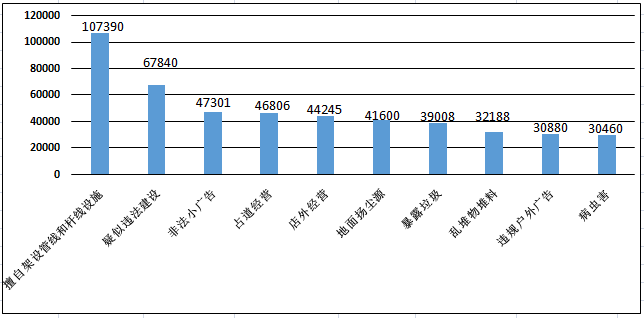 120000
100000
80000
60000
40000
20000
0
107390
67840
47301
46806
44245
41600
39008
32188
30880
30460
擅自架设管线和杆线设施
疑似违法建设
非法小广告
占道经营
店外经营
地面扬尘源
暴露垃圾
乱堆物堆料
违规户外广告
病虫害